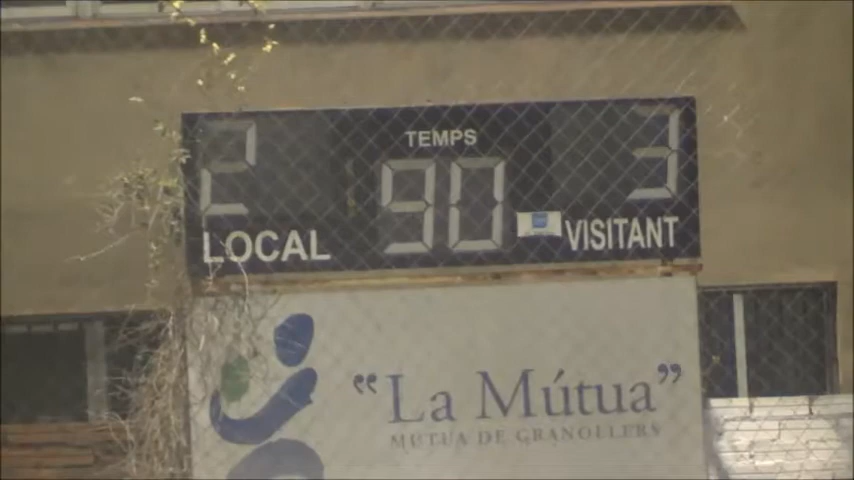 TEMPS
2 90 3
LOCAL VISITANT
"La Mútua"
MUTUA DE GRANOLLERS